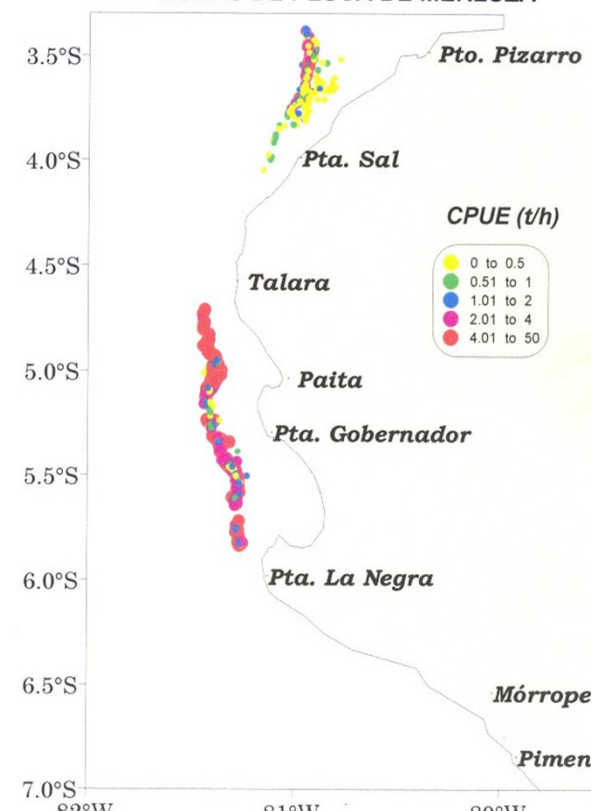 3.5°S
Pto. Pizarro
4.0°S
Pta. Sal
CPUE (t/h)
4.5°S
0 to 0.5
Talara
0.51 to 1
1.01 to 2
2.01 to 4
4.01 to 50
5.0°S
Paita
Pta. Gobernador
5.5°S
6.0°S
Pta. La Negra
6.5°S
Mórrope
Pimen
7.0°S